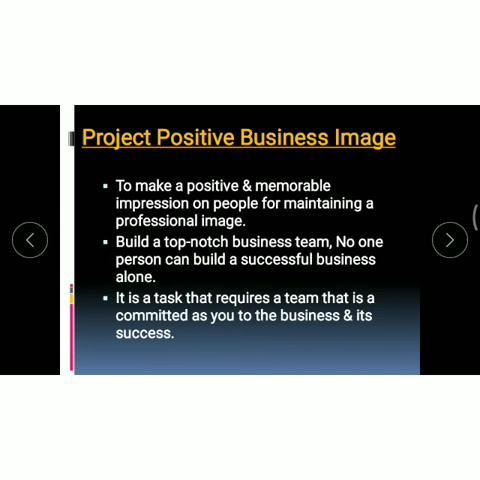 Project Positive Business Image
▪ To make a positive & memorable
impression on people for maintaining a
professional image.
▪ Build a top-notch business team, No one
person can build a successful business
alone.
▪ It is a task that requires a team that is a
committed as you to the business & its
success.